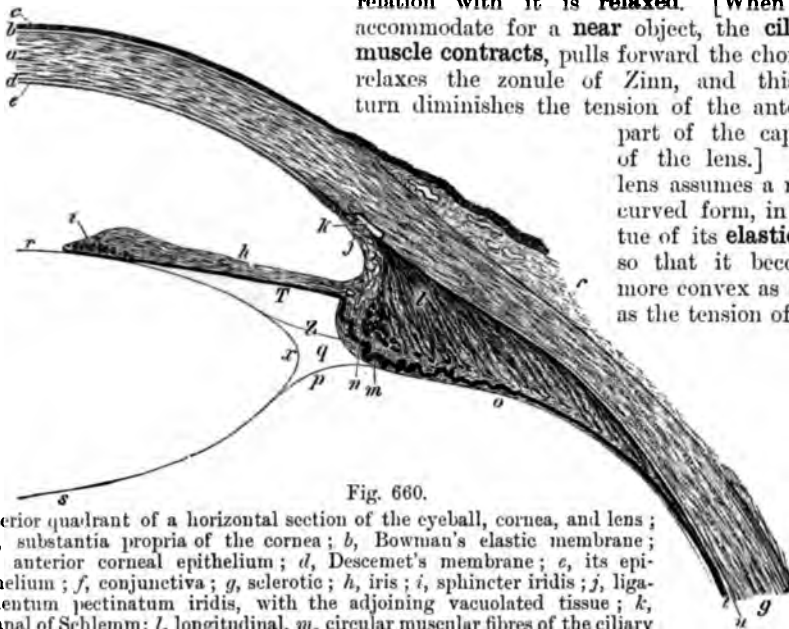 relation with it is relaxed. [When
accommodate for a near object, the cil
muscle contracts, pulls forward the chor
relaxes the zonule of Zinn, and this
turn diminishes the tension of the ante
part of the cap
of the lens.]
lens assumes a
curved form, in
tue of its elastic
so that it beco
more convex as
as the tension of
c
b
a
d
e
k
j
i
r
h
T
l
f
Z
q
x
p
n m
o
s
t
g
u
Fig. 660.
erior quadrant of a horizontal section of the eyeball, cornea, and lens ;
substantia propria of the cornea ; b, Bowman's elastic membrane ;
anterior corneal epithelium ; d, Descemet's membrane ; e, its epi-
helium ; f, conjunctiva ; g, sclerotic ; h, iris ; i, sphincter iridis ; j, liga-
mentum pectinatum iridis, with the adjoining vacuolated tissue ; k,
anal of Schlemm ; l, longitudinal, m, circular muscular fibres of the ciliary